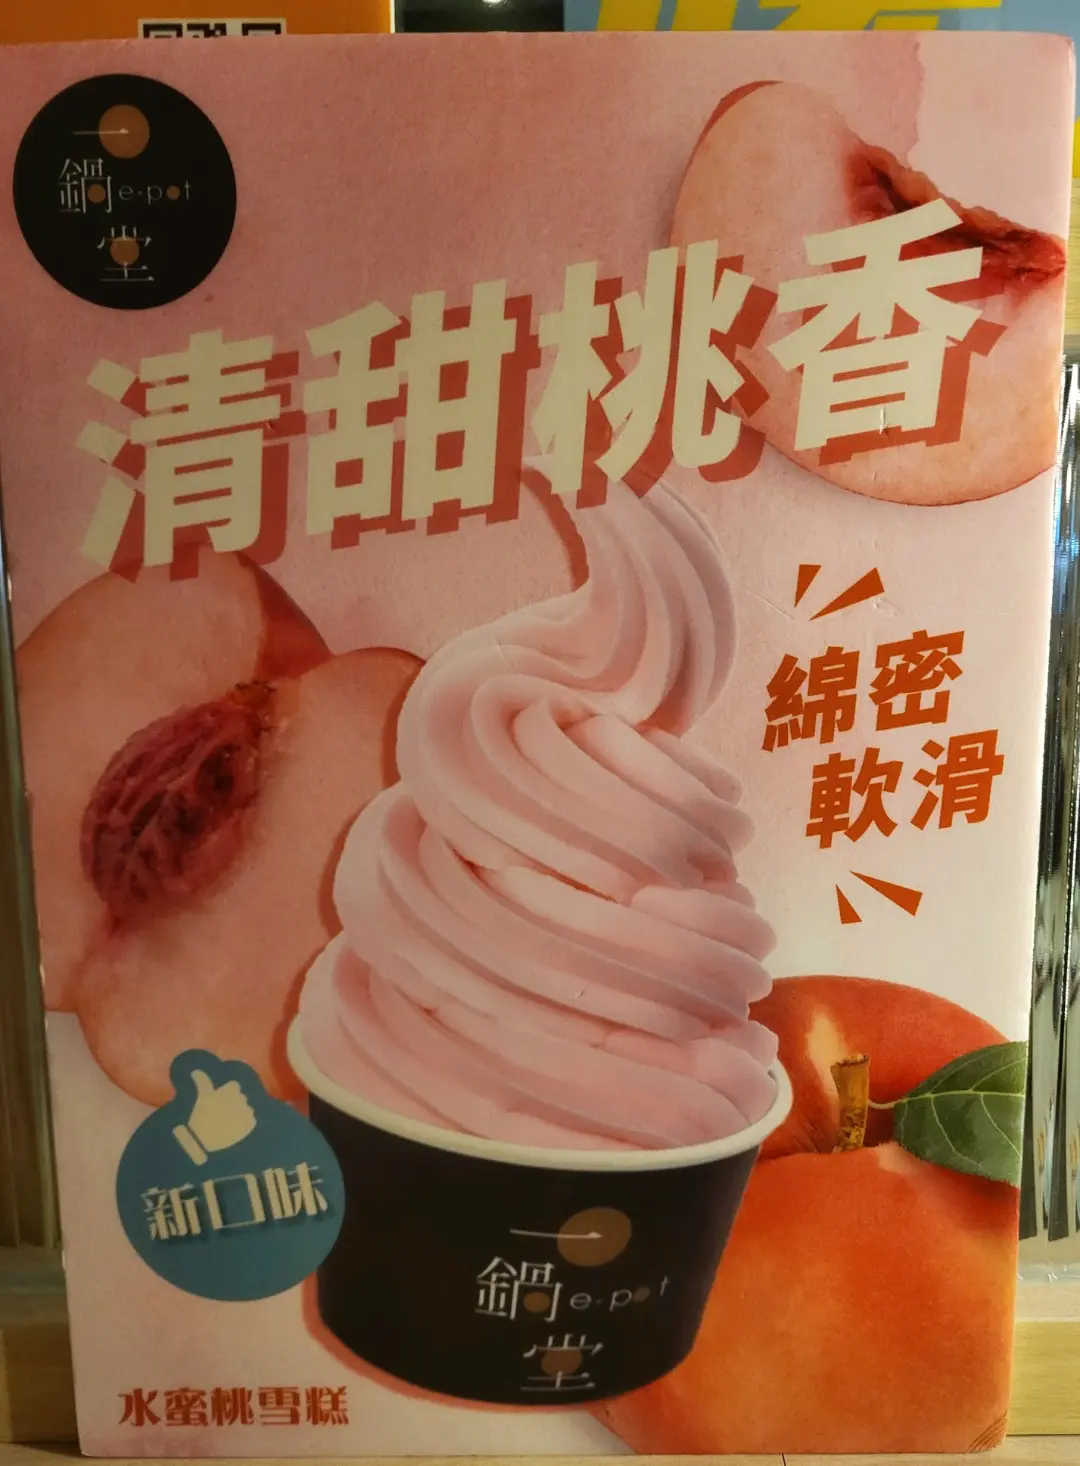 一
鍋 e·pot
堂
清甜桃香
綿密
軟滑
新口味
一
鍋 e·pot
堂
水蜜桃雪糕